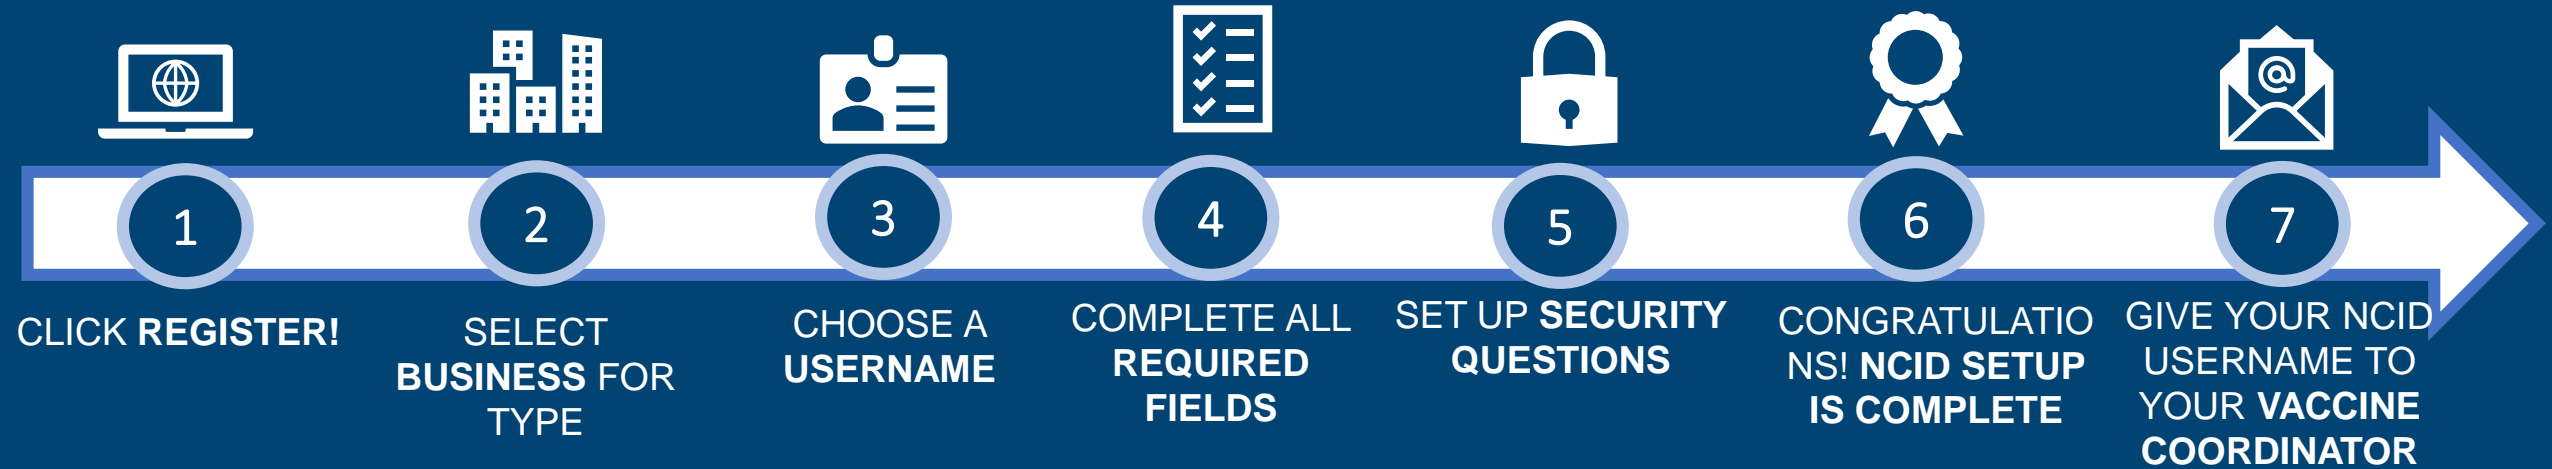 1
CLICK REGISTER!
2
SELECT
BUSINESS FOR
TYPE
3
CHOOSE A
USERNAME
4
COMPLETE ALL
REQUIRED
FIELDS
5
SET UP SECURITY
QUESTIONS
6
CONGRATULATIO
NS! NCID SETUP
IS COMPLETE
@
7
GIVE YOUR NCID
USERNAME TO
YOUR VACCINE
COORDINATOR